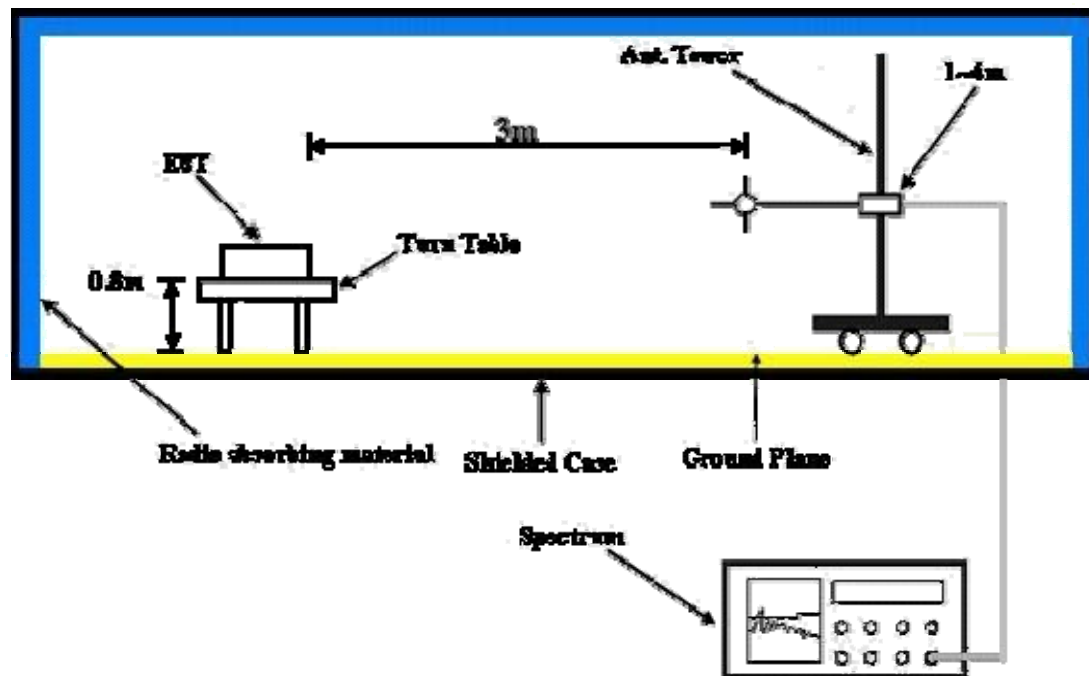 Ant. Tower
1-4m
3m
EUT
Turn Table
0.8m
Radio absorbing material
Shielded Case
Ground Plane
Spectrum